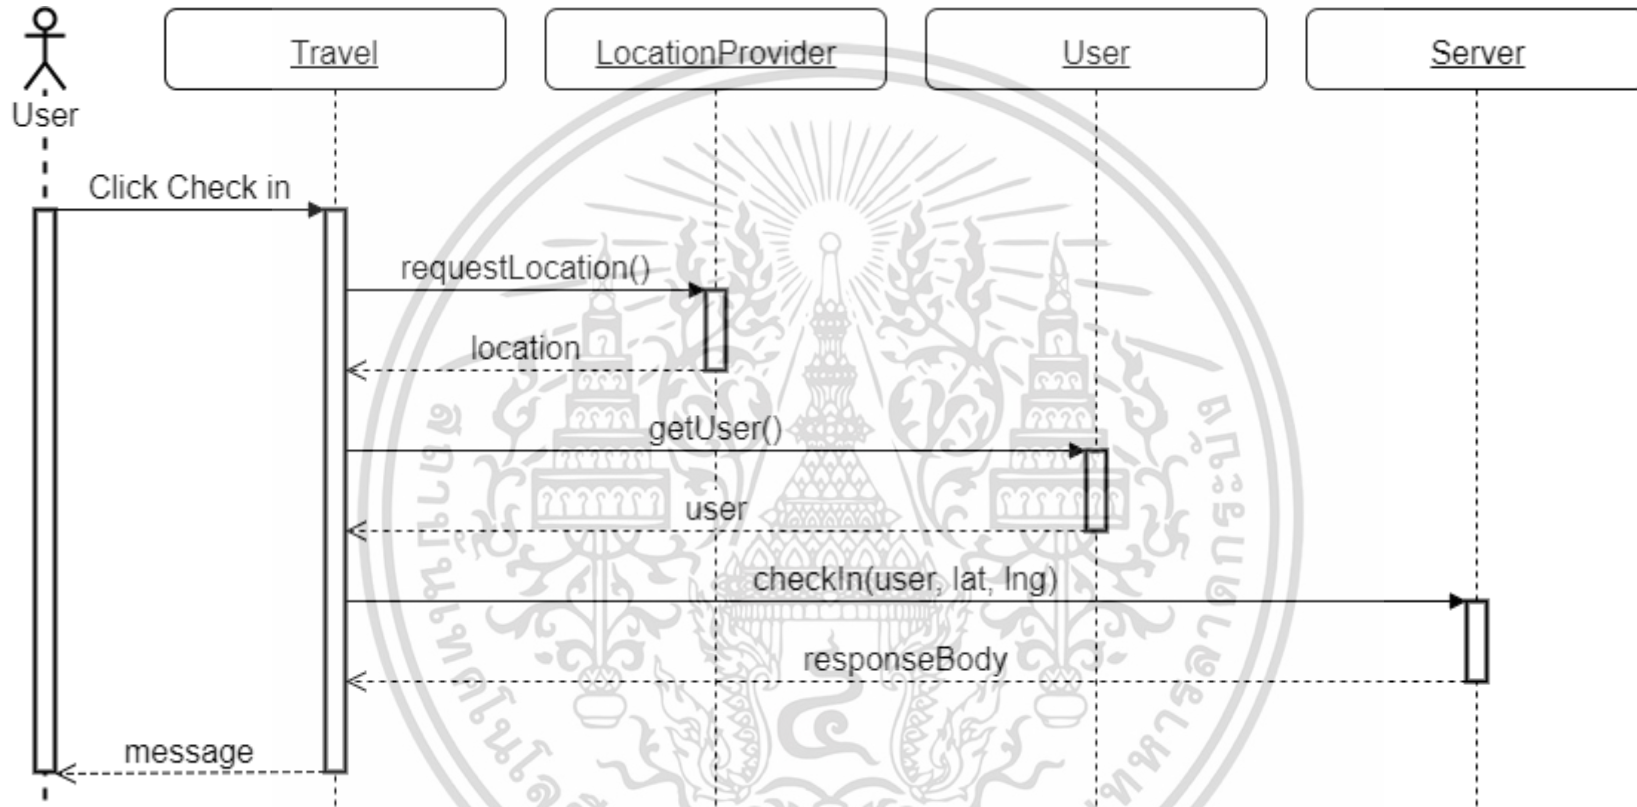 Travel
LocationProvider
User
Server
User
Click Check in
requestLocation()
location
getUser()
user
checkIn(user, lat, lng)
responseBody
message